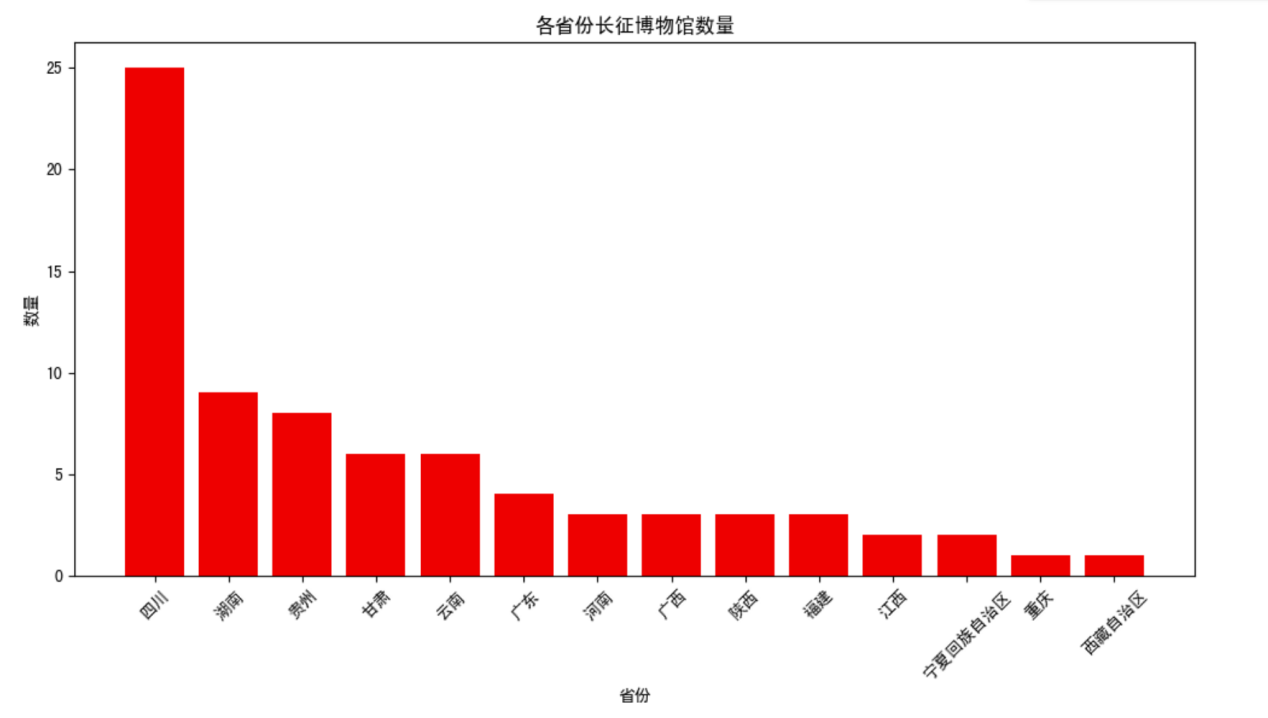 各省份长征博物馆数量
25
20
15
10
5
0
数量
四川
湖南
贵州
甘肃
云南
广东
河南
广西
陕西
福建
江西
宁夏回族自治区
重庆
西藏自治区
省份